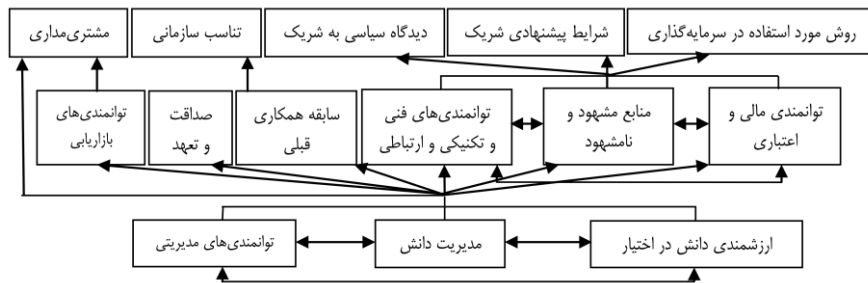 روش مورد استفاده در سرمایه‌گذاری
شرایط پیشنهادی شریک
دیدگاه سیاسی به شریک
تناسب سازمانی
مشتری‌مداری
توانمندی مالی و
اعتباری
منابع مشهود و
نامشهود
توانمندی‌های فنی
و تکنیکی و ارتباطی
سابقه همکاری
قبلی
صداقت
و تعهد
توانمندی‌های
بازاریابی
ارزشمندی دانش در اختیار
مدیریت دانش
توانمندی‌های مدیریتی